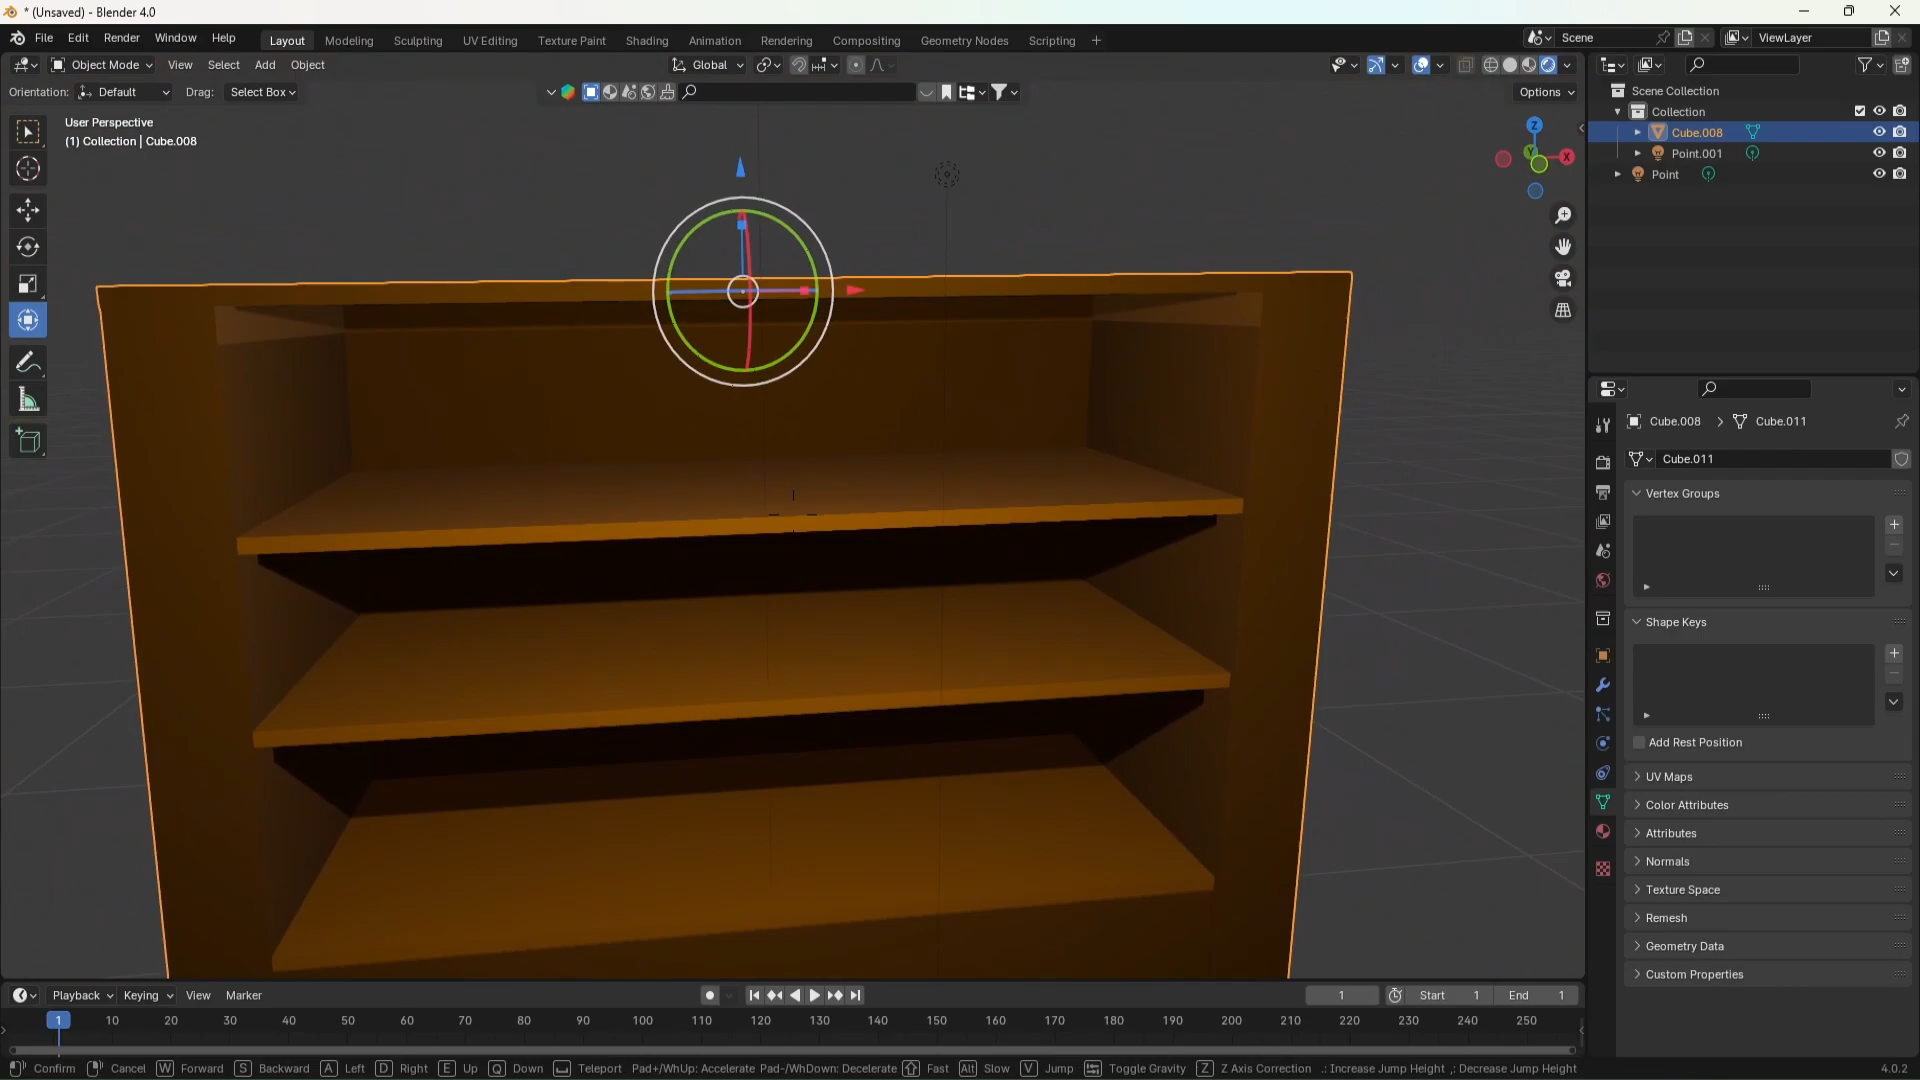 * (Unsaved) - Blender 4.0
File Edit Render Window Help
Layout Modeling Sculpting UV Editing Texture Paint Shading Animation Rendering Compositing Geometry Nodes Scripting +
Scene
ViewLayer
Object Mode View Select Add Object
Global
Orientation: Default Drag: Select Box
Options
User Perspective
(1) Collection | Cube.008
Z
Y
X
Scene Collection
Collection
Cube.008
Point.001
Point
Cube.008 > Cube.011
Cube.011
Vertex Groups
Shape Keys
Add Rest Position
UV Maps
Color Attributes
Attributes
Normals
Texture Space
Remesh
Geometry Data
Custom Properties
Playback Keying View Marker
1
Start 1
End 1
1 10 20 30 40 50 60 70 80 90 100 110 120 130 140 150 160 170 180 190 200 210 220 230 240 250
Confirm Cancel W Forward S Backward A Left D Right E Up Q Down Teleport Pad+/WhUp: Accelerate Pad-/WhDown: Decelerate Fast Alt Slow V Jump Toggle Gravity Z Z Axis Correction .: Increase Jump Height ,: Decrease Jump Height
4.0.2